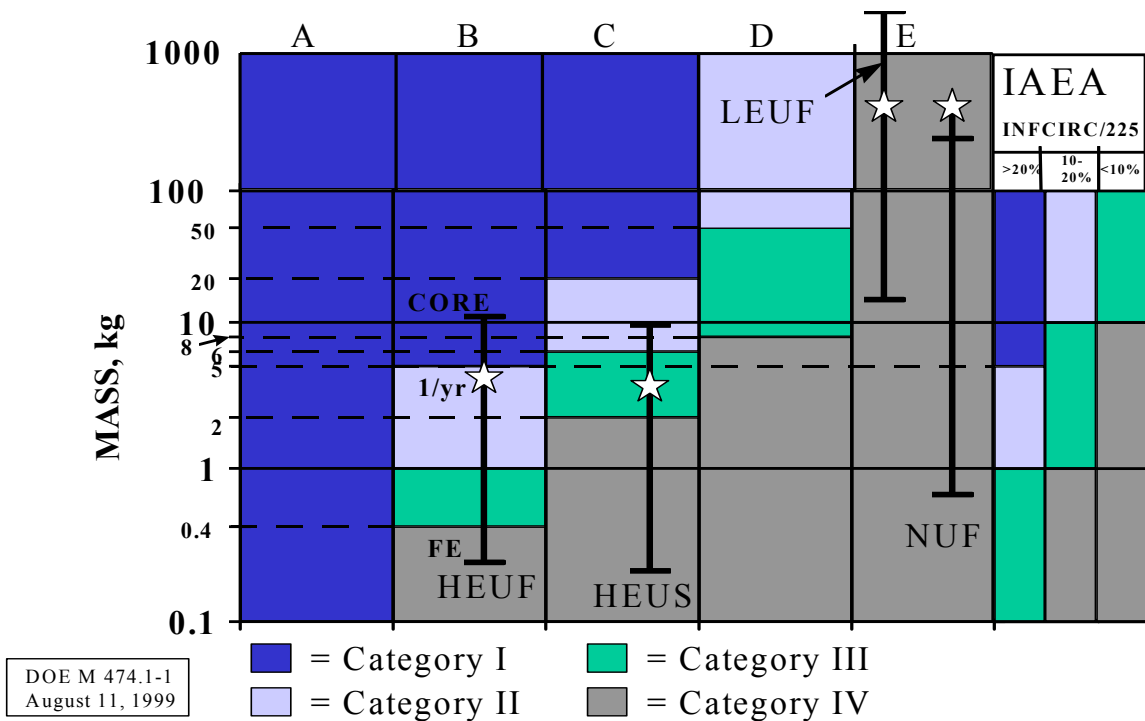 A B C D E
1000
LEUF
IAEA
INFCIRC/225
>20%
10-
20%
<10%
100
50
20
CORE
10
8
6
5
1/yr
2
1
0.4
FE
HEUF
HEUS
NUF
0.1
MASS, kg
= Category I
= Category III
= Category II
= Category IV
DOE M 474.1-1
August 11, 1999